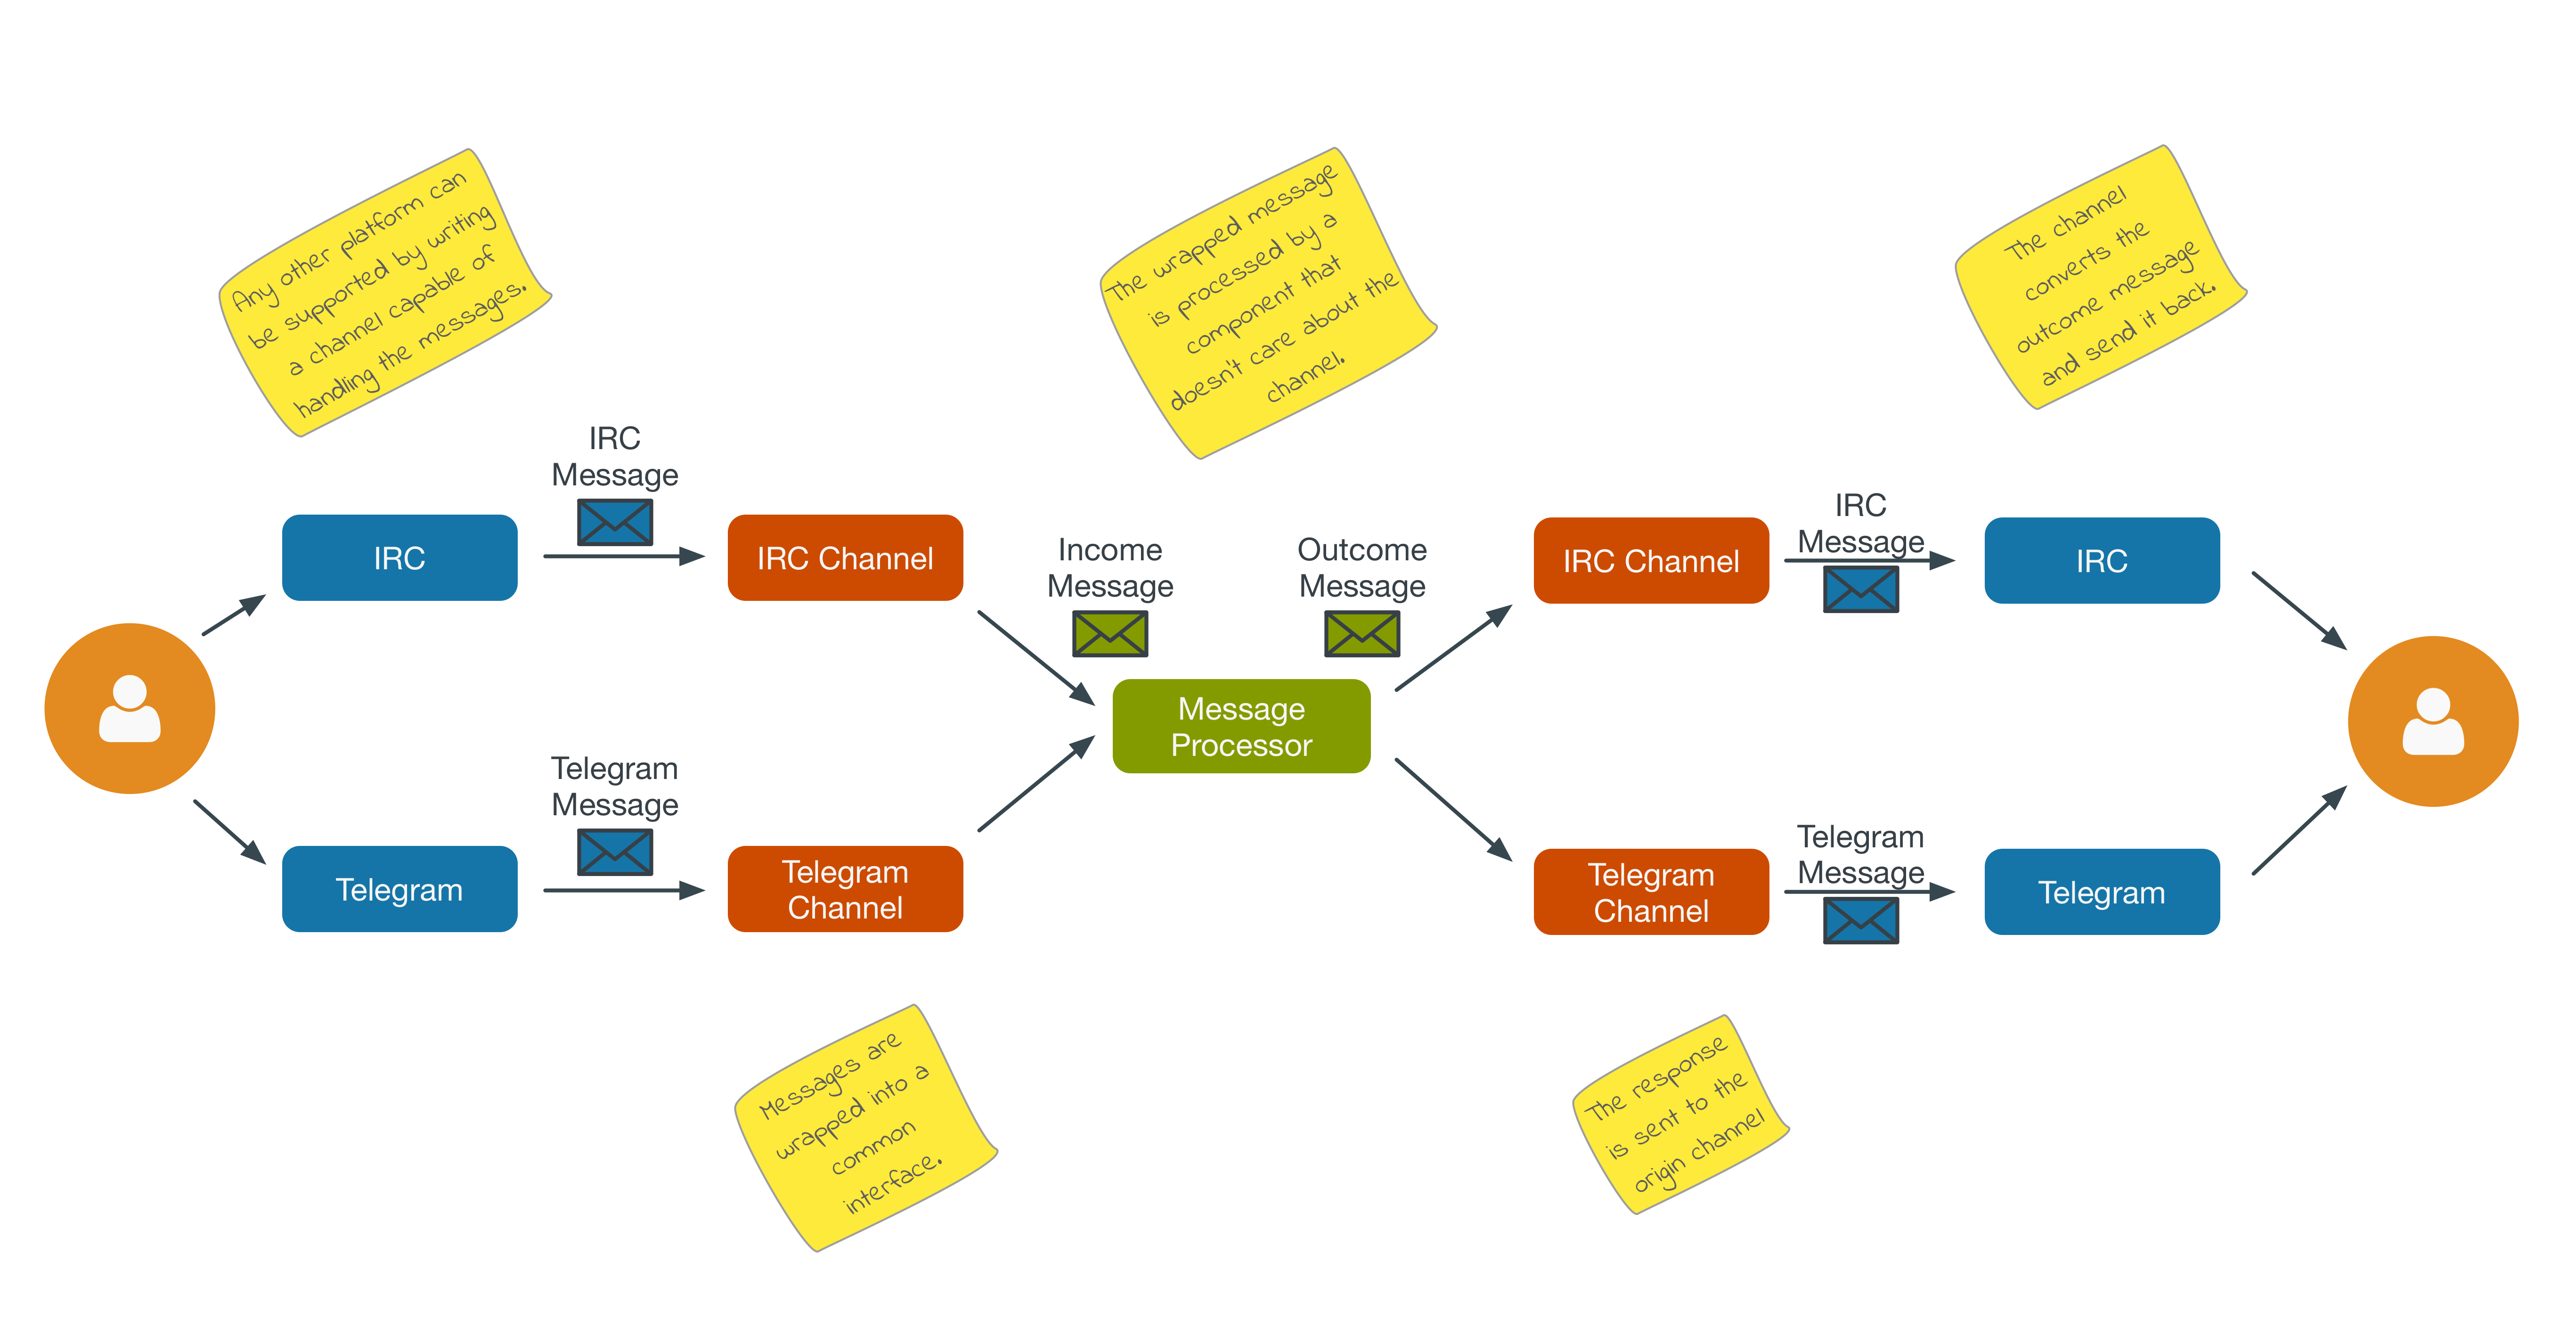 Any other platform can
be supported by writing
a channel capable of
handling the messages.
The wrapped message
is processed by a
component that
doesn't care about the
channel.
The channel
converts the
outcome message
and send it back.
IRC
Message
IRC
IRC Channel
Income
Message
Outcome
Message
IRC Channel
IRC
Message
IRC
Message
Processor
Telegram
Message
Telegram
Telegram
Channel
Telegram
Channel
Telegram
Message
Telegram
Messages are
wrapped into a
common
interface.
The response
is sent to the
origin channel